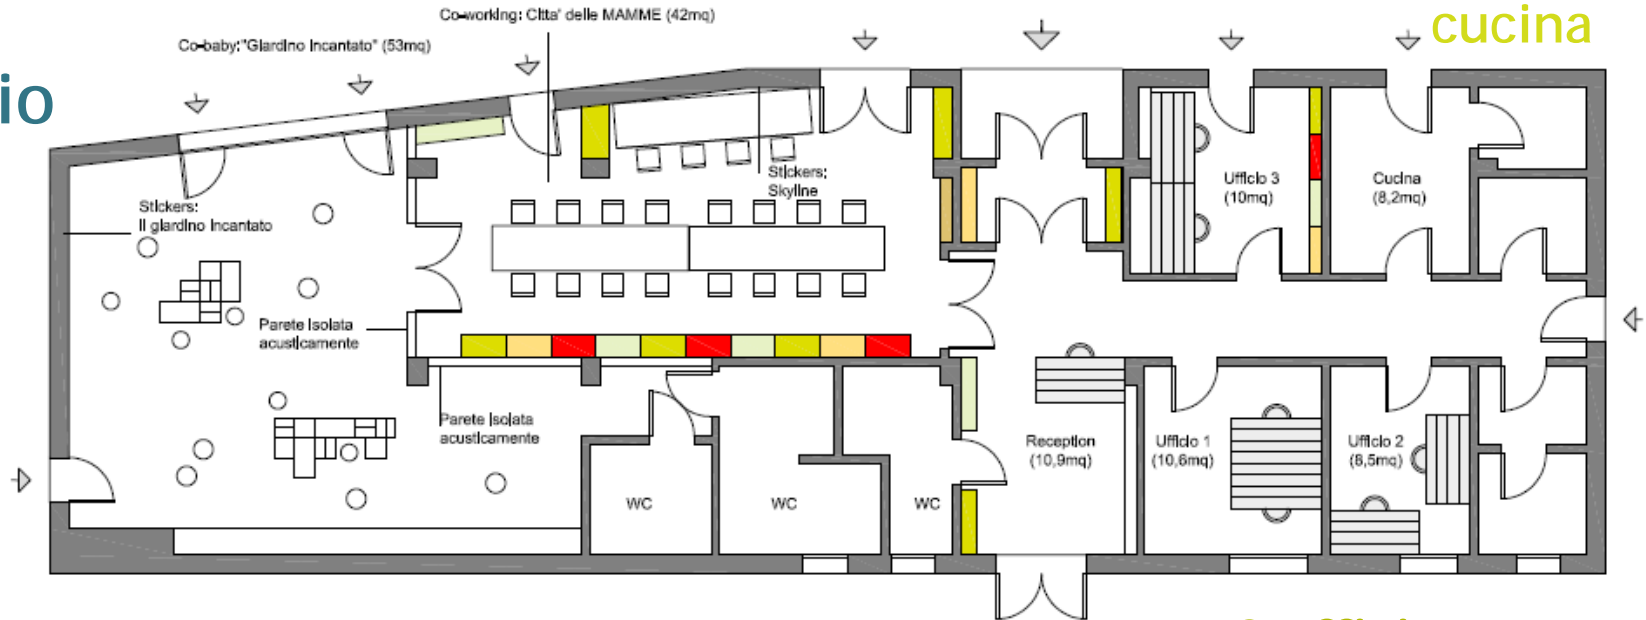 cucina
Co-working: Citta' delle MAMME (42mq)
Co-baby:"Giardino Incantato" (53mq)
io
Stickers:
Skyline
Ufficio 3
(10mq)
Cucina
(8,2mq)
Stickers:
Il giardino Incantato
Parete Isolata
acusticamente
Parete Isolata
acusticamente
Reception
(10,9mq)
Ufficio 1
(10,6mq)
Ufficio 2
(8,5mq)
WC
WC
WC